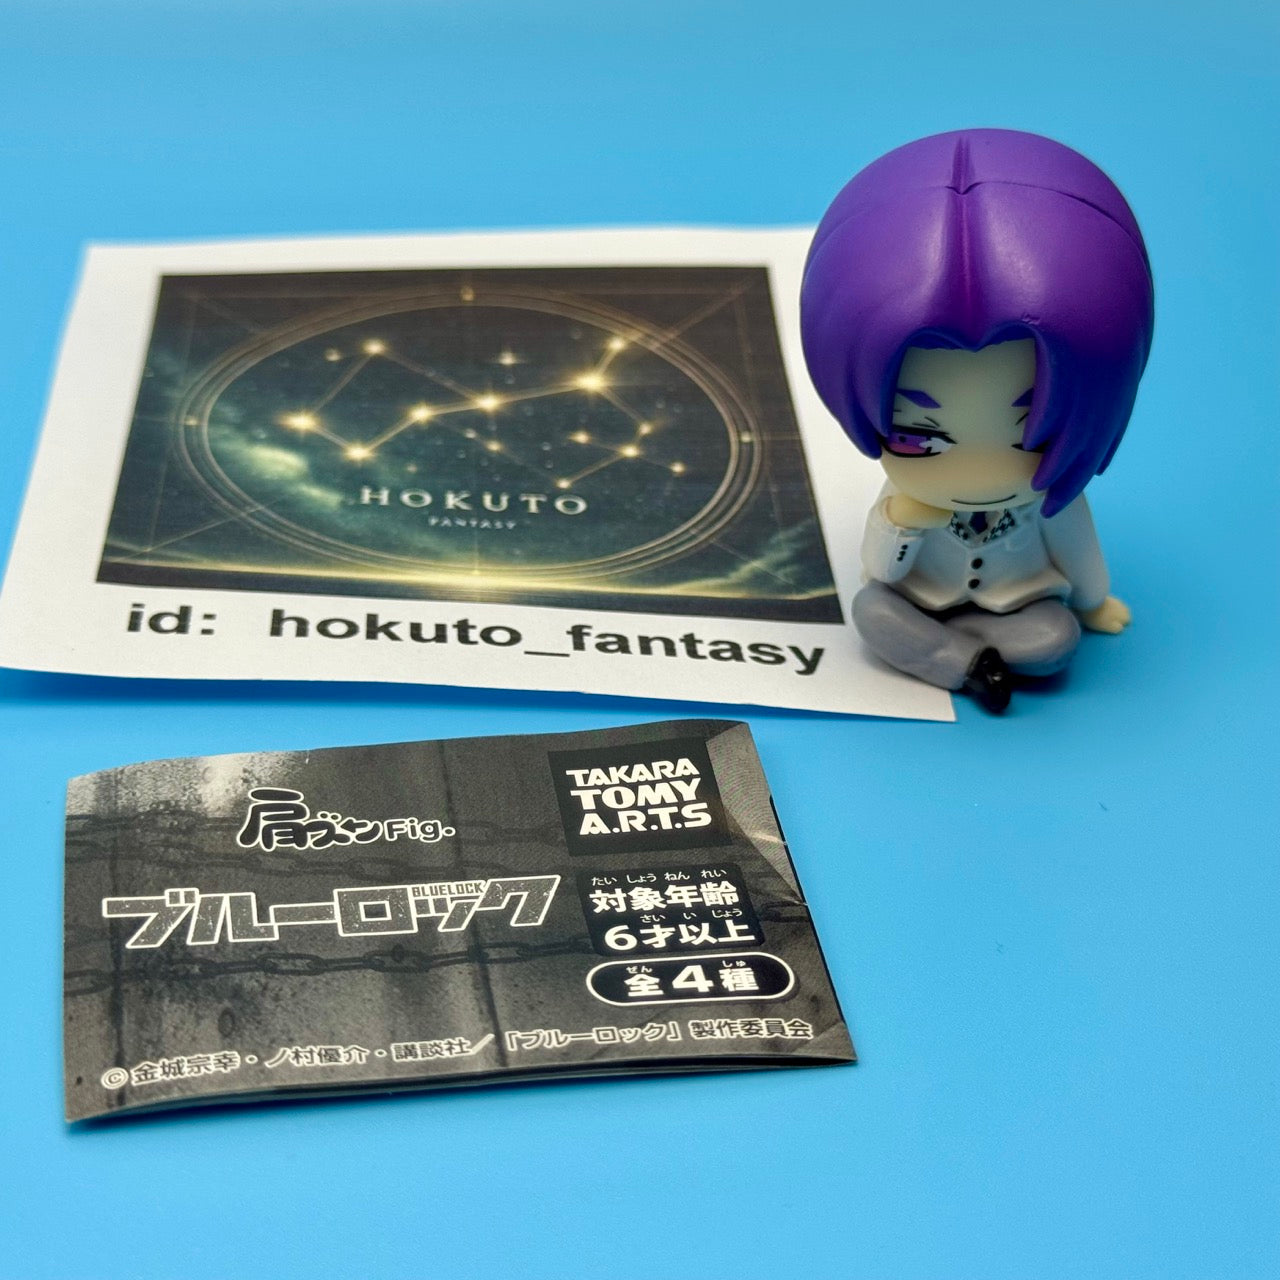 HOKUTO
FANTASY
id: hokuto_fantasy
肩ズンFig.
TAKARA
TOMY
A.R.T.S
BLUELOCK
ブルーロック
たいしょうねんれい
対象年齢
さいいじょう
6才以上
ぜんしゅ
全4種
©金城宗幸・ノ村優介・講談社/「ブルーロック」製作委員会